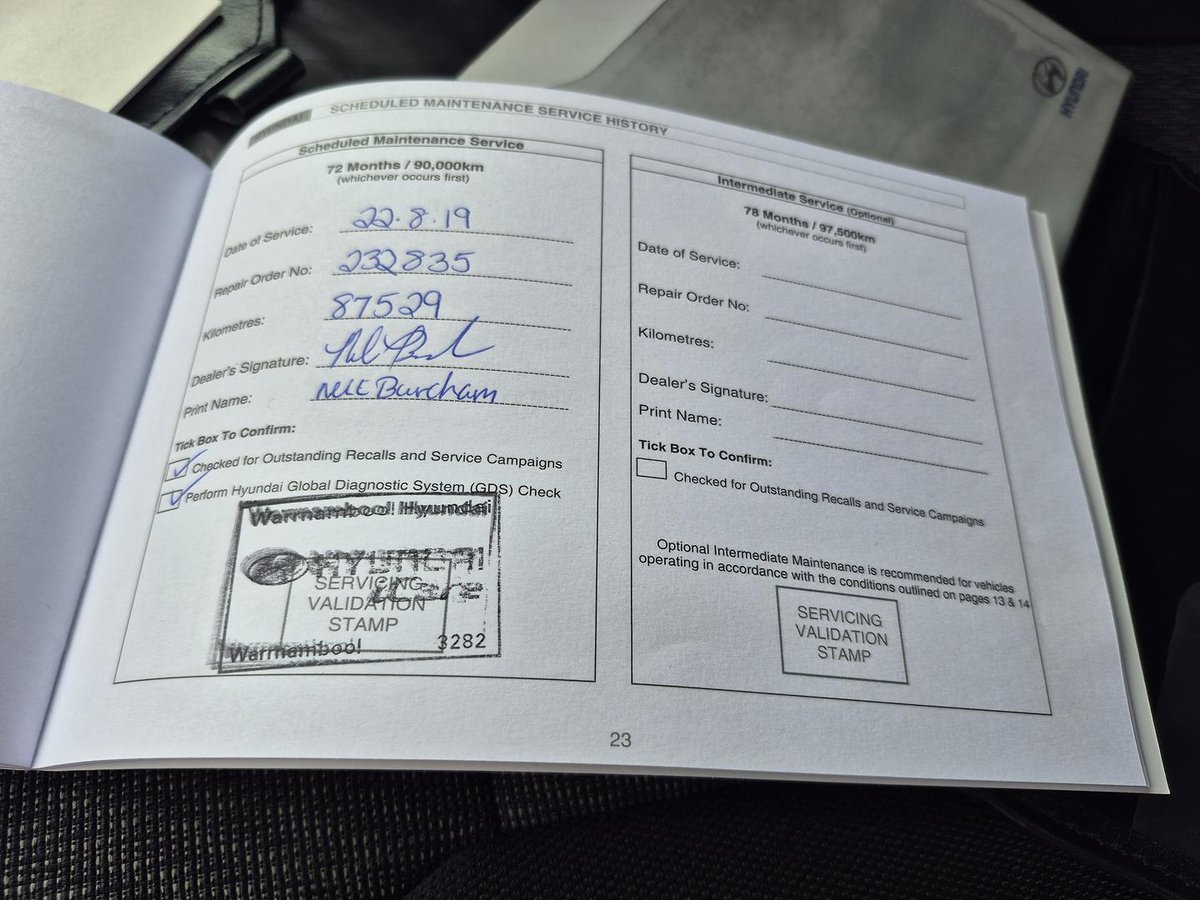 HYUNDAI
SCHEDULED MAINTENANCE SERVICE HISTORY
Scheduled Maintenance Service
72 Months / 90,000km
(whichever occurs first)
Date of Service: 22.8.19
Repair Order No: 232835
Kilometres: 87529
Dealer's Signature:
Print Name: Burcham
Tick Box To Confirm:
Checked for Outstanding Recalls and Service Campaigns
Perform Hyundai Global Diagnostic System (GDS) Check
Warrnambool Hyundai
HYUNDAI
SERVICING
VALIDATION
STAMP
Warrnambool 3282
Intermediate Service (Optional)
78 Months / 97,500km
(whichever occurs first)
Date of Service:
Repair Order No:
Kilometres:
Dealer's Signature:
Print Name:
Tick Box To Confirm:
Checked for Outstanding Recalls and Service Campaigns
Optional Intermediate Maintenance is recommended for vehicles
operating in accordance with the conditions outlined on pages 13 & 14
SERVICING
VALIDATION
STAMP
23